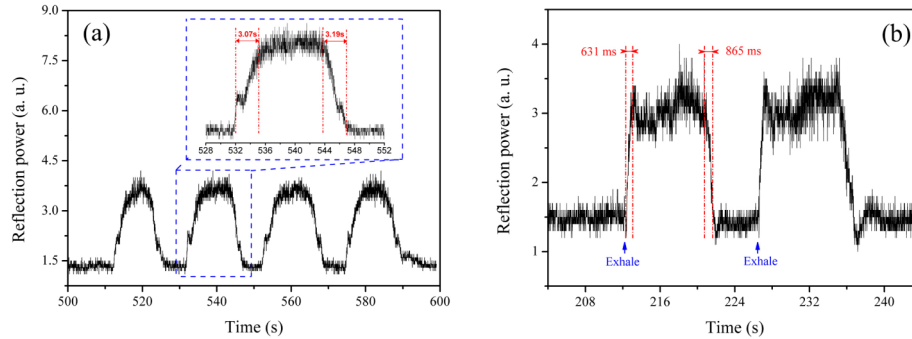 (a)
3.07s
3.19s
528 532 536 540 544 548 552
9.0
7.5
6.0
4.5
3.0
1.5
Reflection power (a. u.)
500 520 540 560 580 600
Time (s)
(b)
631 ms
865 ms
4
3
2
1
Reflection power (a. u.)
Exhale
Exhale
208 216 224 232 240
Time (s)